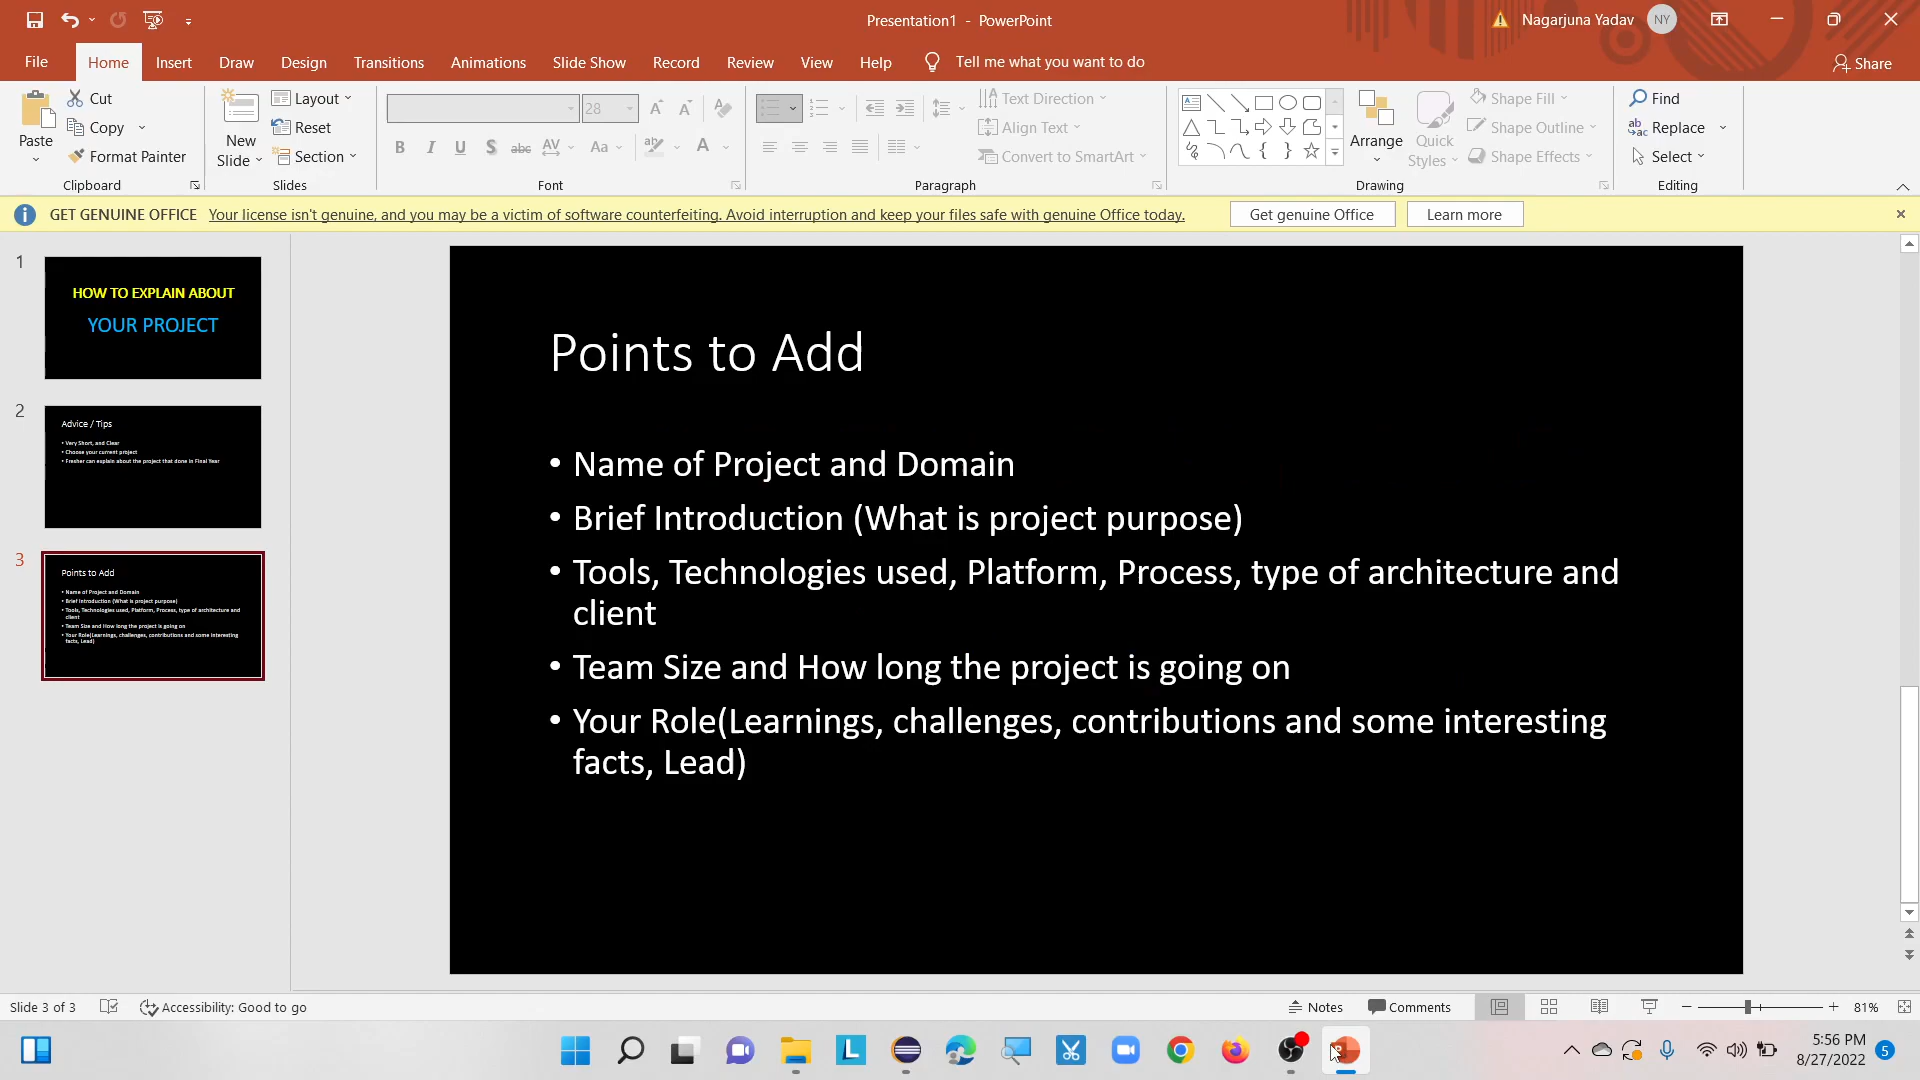 Presentation1 - PowerPoint
Nagarjuna Yadav NY
File Home Insert Draw Design Transitions Animations Slide Show Record Review View Help Tell me what you want to do Share
Cut
Copy
Format Painter
Paste
Clipboard
New
Slide
Layout
Reset
Section
Slides
28
B I U S abc AV Aa A
Font
Text Direction
Align Text
Convert to SmartArt
Paragraph
Arrange
Quick
Styles
Shape Fill
Shape Outline
Shape Effects
Drawing
Find
Replace
Select
Editing
GET GENUINE OFFICE Your license isn't genuine, and you may be a victim of software counterfeiting. Avoid interruption and keep your files safe with genuine Office today. Get genuine Office Learn more
1
HOW TO EXPLAIN ABOUT
YOUR PROJECT
2
Advice / Tips
• Very Short, and Clear
• Choose your current project
• Fresher can explain about the project that done in Final Year
3
Points to Add
• Name of Project and Domain
• Brief Introduction (What is project purpose)
• Tools, Technologies used, Platform, Process, type of architecture and
client
• Team Size and How long the project is going on
• Your Role(Learnings, challenges, contributions and some interesting
facts, Lead)
Points to Add
• Name of Project and Domain
• Brief Introduction (What is project purpose)
• Tools, Technologies used, Platform, Process, type of architecture and
client
• Team Size and How long the project is going on
• Your Role(Learnings, challenges, contributions and some interesting
facts, Lead)
Slide 3 of 3 Accessibility: Good to go Notes Comments 81%
5:56 PM
8/27/2022 5